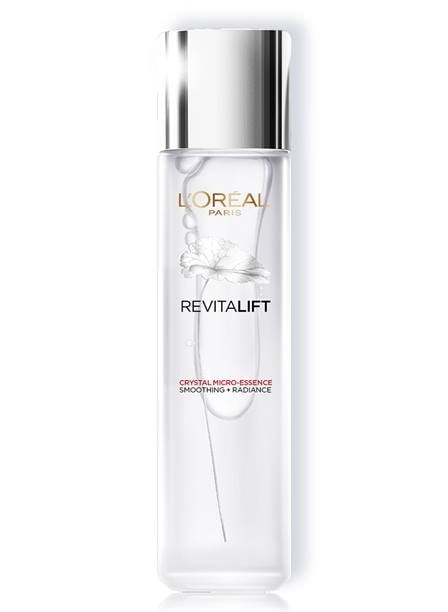 L'ORÉAL
PARIS
REVITALIFT
CRYSTAL MICRO-ESSENCE
SMOOTHING + RADIANCE